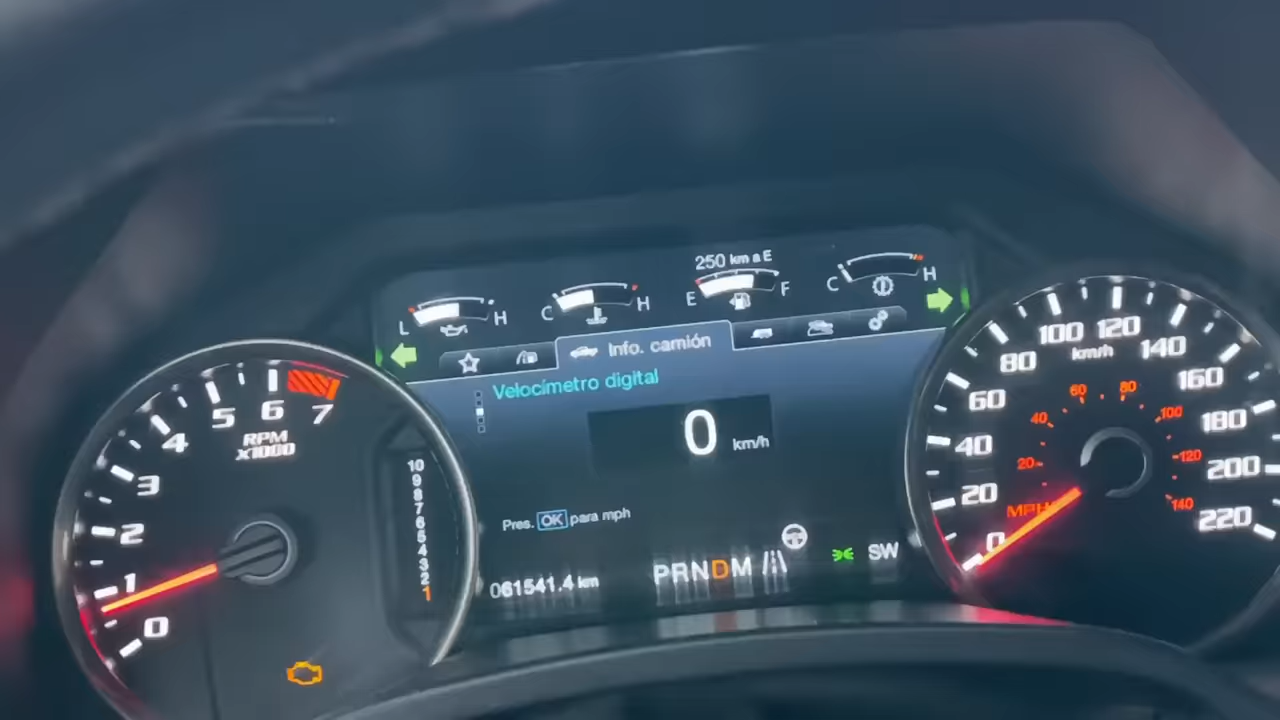 250 km a E
L H
C H
E F
C H
Info. camión
Velocímetro digital
0 km/h
Pres. OK para mph
061541.4 km
PRNDM
SW
0
1
2
3
4
5
6
7
RPM
x1000
10
9
8
7
6
5
4
3
2
1
0
20
40
60
80
100
120
140
160
180
200
220
km/h
20
40
60
80
100
120
140
MPH